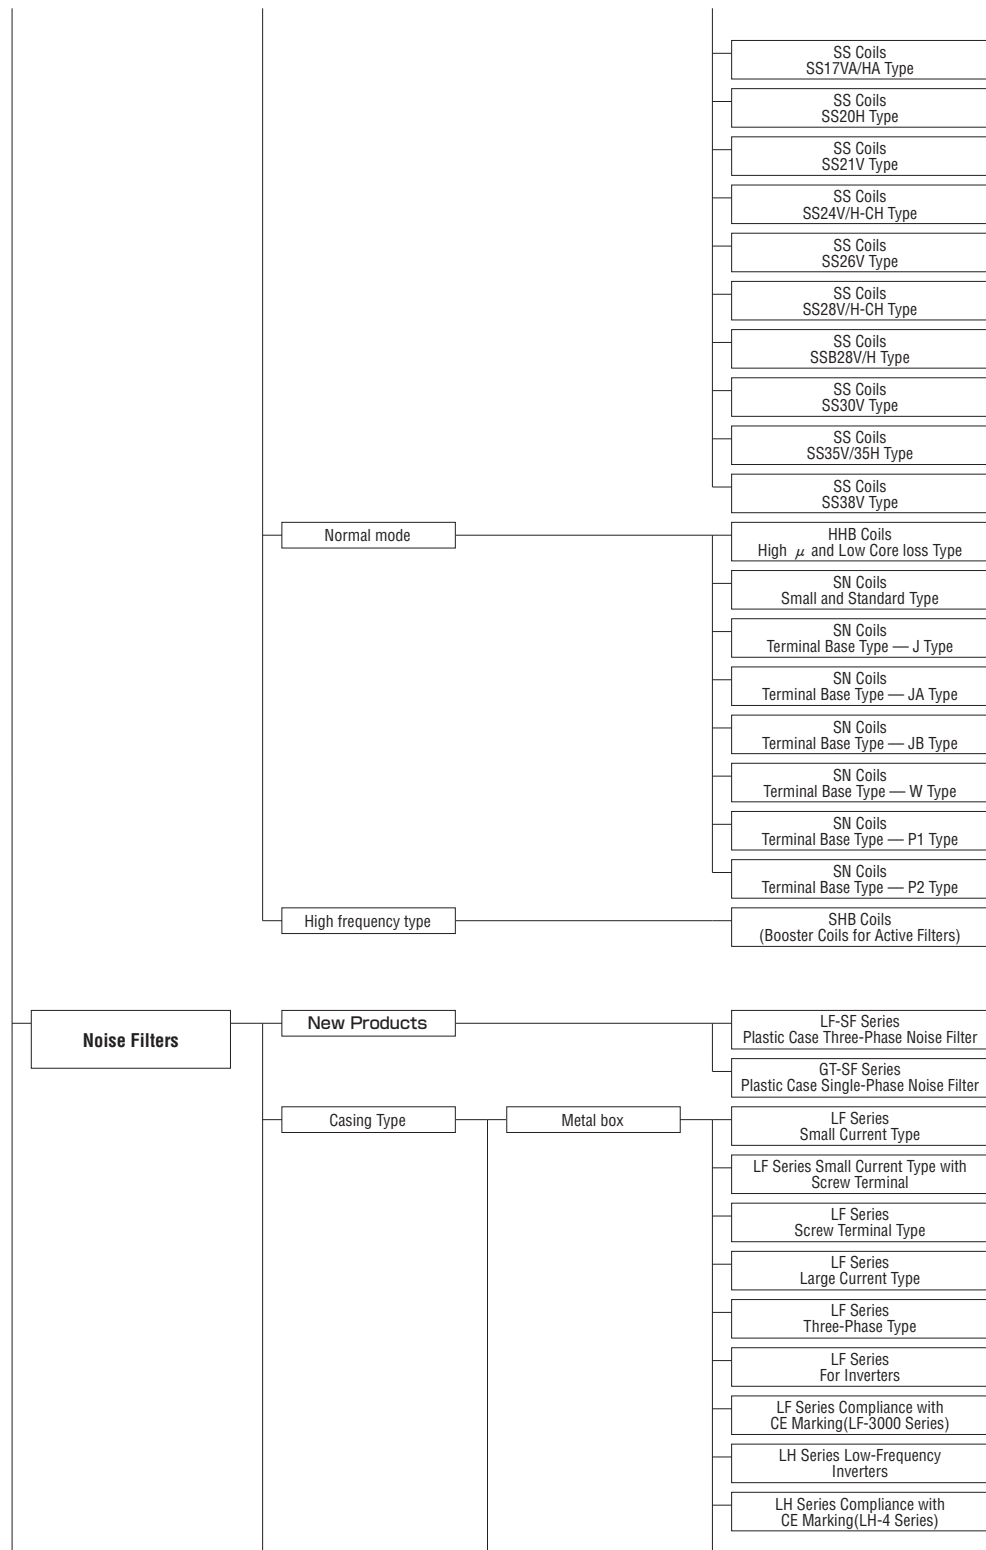 SS Coils
SS17VA/HA Type
SS Coils
SS20H Type
SS Coils
SS21V Type
SS Coils
SS24V/H-CH Type
SS Coils
SS26V Type
SS Coils
SS28V/H-CH Type
SS Coils
SSB28V/H Type
SS Coils
SS30V Type
SS Coils
SS35V/35H Type
SS Coils
SS38V Type
Normal mode
HHB Coils
High μ and Low Core loss Type
SN Coils
Small and Standard Type
SN Coils
Terminal Base Type — J Type
SN Coils
Terminal Base Type — JA Type
SN Coils
Terminal Base Type — JB Type
SN Coils
Terminal Base Type — W Type
SN Coils
Terminal Base Type — P1 Type
SN Coils
Terminal Base Type — P2 Type
High frequency type
SHB Coils
(Booster Coils for Active Filters)
Noise Filters
New Products
LF-SF Series
Plastic Case Three-Phase Noise Filter
GT-SF Series
Plastic Case Single-Phase Noise Filter
Casing Type
Metal box
LF Series
Small Current Type
LF Series Small Current Type with
Screw Terminal
LF Series
Screw Terminal Type
LF Series
Large Current Type
LF Series
Three-Phase Type
LF Series
For Inverters
LF Series Compliance with
CE Marking(LF-3000 Series)
LH Series Low-Frequency
Inverters
LH Series Compliance with
CE Marking(LH-4 Series)